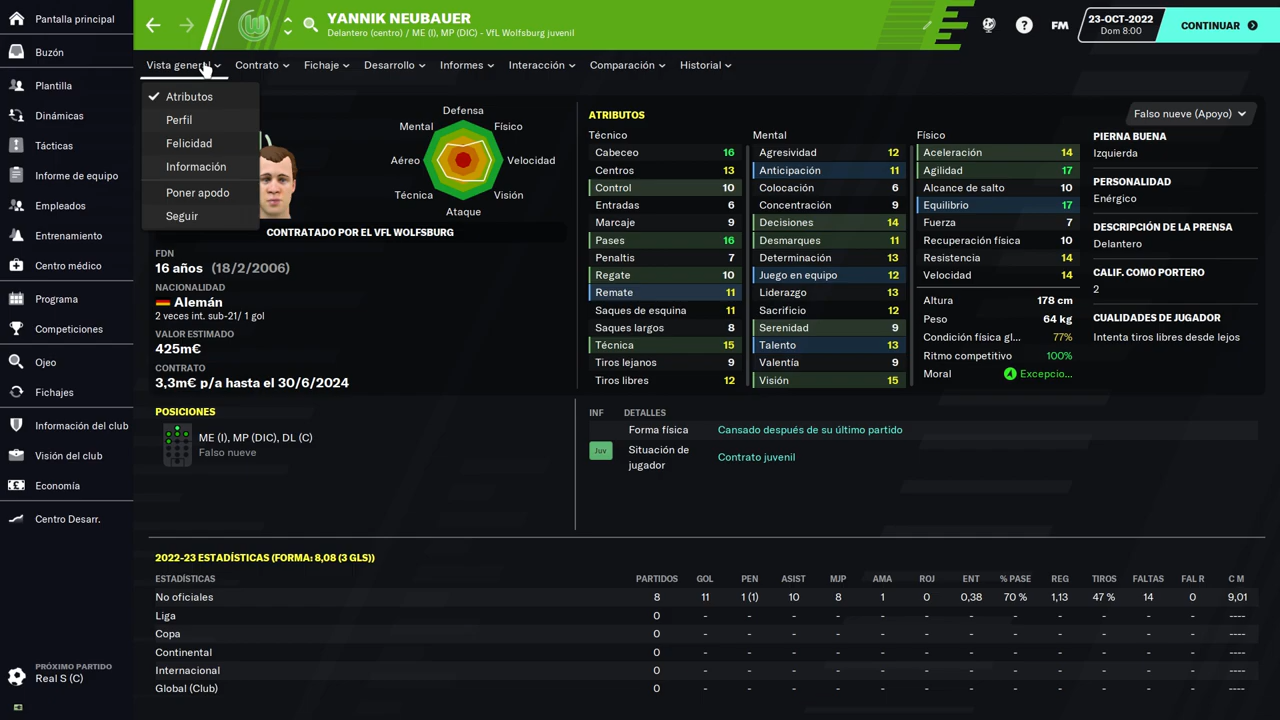 Pantalla principal
Buzón
Plantilla
Dinámicas
Tácticas
Informe de equipo
Empleados
Entrenamiento
Centro médico
Programa
Competiciones
Ojeo
Fichajes
Información del club
Visión del club
Economía
Centro Desarr.
PRÓXIMO PARTIDO
Real S (C)
YANNIK NEUBAUER
Delantero (centro) / ME (I), MP (DIC) - VfL Wolfsburg juvenil
FM
23-OCT-2022
Dom 8:00
CONTINUAR
Vista general Contrato Fichaje Desarrollo Informes Interacción Comparación Historial
Atributos
Perfil
Felicidad
Información
Poner apodo
Seguir
Defensa
Mental Físico
Aéreo Velocidad
Técnica Visión
Ataque
CONTRATADO POR EL VFL WOLFSBURG
FDN
16 años (18/2/2006)
NACIONALIDAD
Alemán
2 veces int. sub-21/ 1 gol
VALOR ESTIMADO
425m€
CONTRATO
3,3m€ p/a hasta el 30/6/2024
ATRIBUTOS
Falso nueve (Apoyo)
Técnico
Cabeceo 16
Centros 13
Control 10
Entradas 6
Marcaje 9
Pases 16
Penaltis 7
Regate 10
Remate 11
Saques de esquina 11
Saques largos 8
Técnica 15
Tiros lejanos 9
Tiros libres 12
Mental
Agresividad 12
Anticipación 11
Colocación 6
Concentración 9
Decisiones 14
Desmarques 11
Determinación 13
Juego en equipo 12
Liderazgo 13
Sacrificio 12
Serenidad 9
Talento 13
Valentía 9
Visión 15
Físico
Aceleración 14
Agilidad 17
Alcance de salto 10
Equilibrio 17
Fuerza 7
Recuperación física 10
Resistencia 14
Velocidad 14
Altura 178 cm
Peso 64 kg
Condición física gl... 77%
Ritmo competitivo 100%
Moral Excepcio...
PIERNA BUENA
Izquierda
PERSONALIDAD
Enérgico
DESCRIPCIÓN DE LA PRENSA
Delantero
CALIF. COMO PORTERO
2
CUALIDADES DE JUGADOR
Intenta tiros libres desde lejos
POSICIONES
ME (I), MP (DIC), DL (C)
Falso nueve
INF DETALLES
Forma física Cansado después de su último partido
Juv Situación de jugador Contrato juvenil
2022-23 ESTADÍSTICAS (FORMA: 8,08 (3 GLS))
ESTADÍSTICAS PARTIDOS GOL PEN ASIST MJP AMA ROJ ENT % PASE REG TIROS FALTAS FAL R C M
No oficiales 8 11 1 (1) 10 8 1 0 0,38 70 % 1,13 47 % 14 0 9,01
Liga 0 - - - - - - - - - - - - ----
Copa 0 - - - - - - - - - - - - ----
Continental 0 - - - - - - - - - - - - ----
Internacional 0 - - - - - - - - - - - - ----
Global (Club) 0 - - - - - - - - - - - - ----